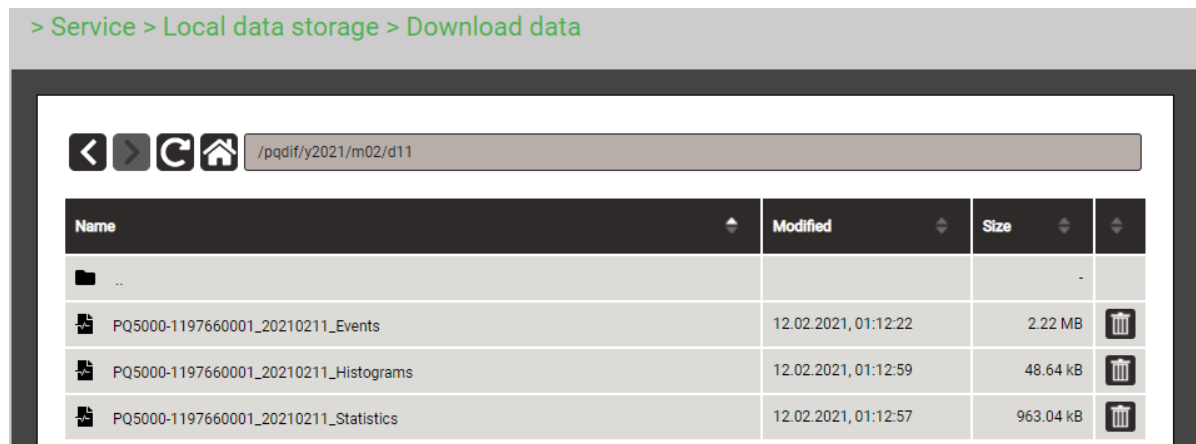 > Service > Local data storage > Download data
/pqdif/y2021/m02/d11
Name Modified Size
.. -
PQ5000-1197660001_20210211_Events 12.02.2021, 01:12:22 2.22 MB
PQ5000-1197660001_20210211_Histograms 12.02.2021, 01:12:59 48.64 kB
PQ5000-1197660001_20210211_Statistics 12.02.2021, 01:12:57 963.04 kB